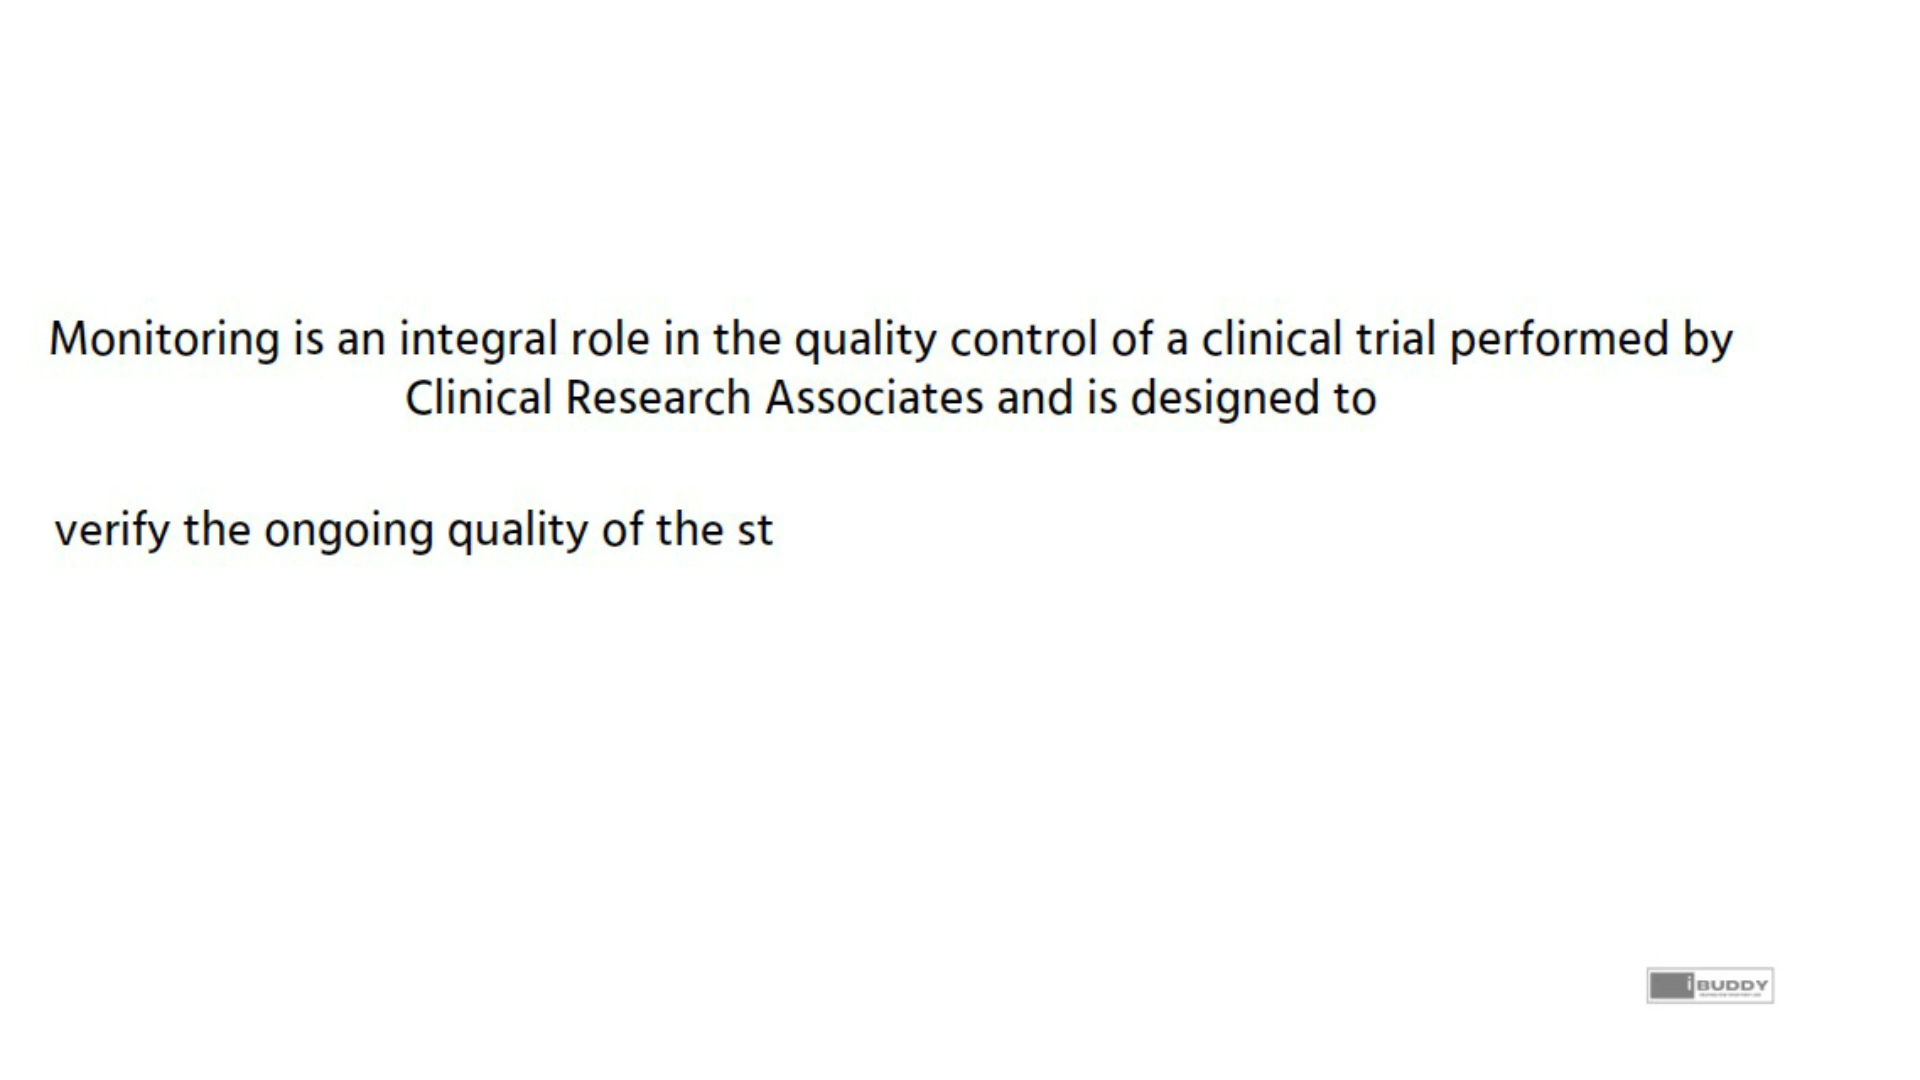 Monitoring is an integral role in the quality control of a clinical trial performed by
Clinical Research Associates and is designed to
verify the ongoing quality of the st
i BUDDY